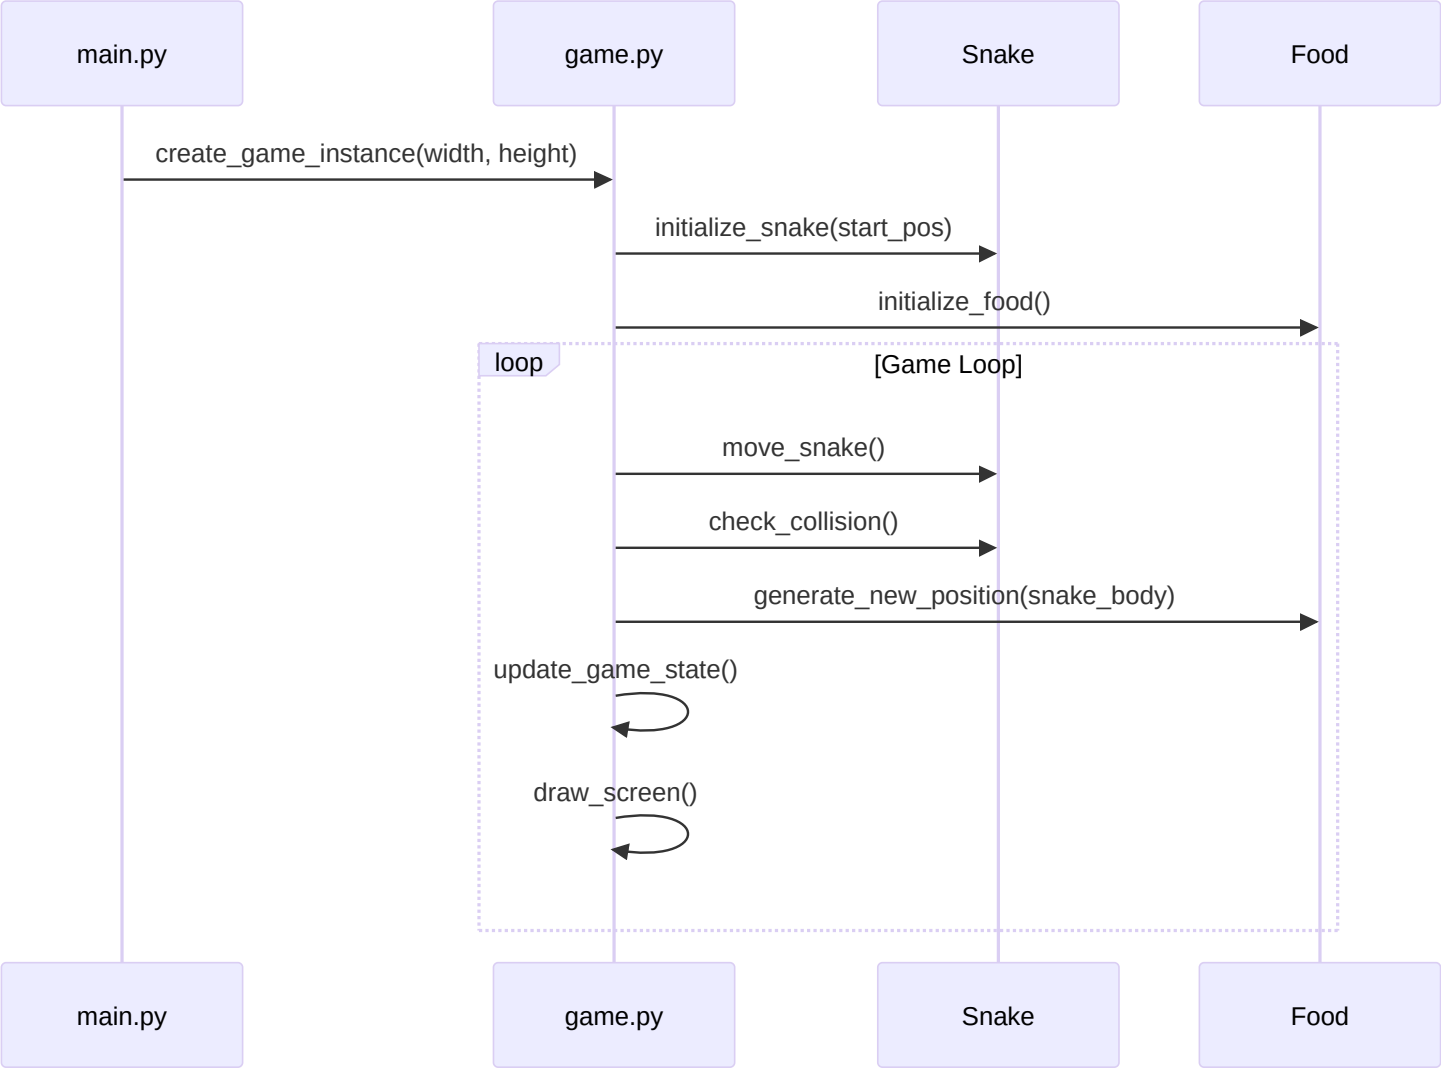 main.py
game.py
Snake
Food
create_game_instance(width, height)
initialize_snake(start_pos)
initialize_food()
loop
[Game Loop]
move_snake()
check_collision()
generate_new_position(snake_body)
update_game_state()
draw_screen()
main.py
game.py
Snake
Food